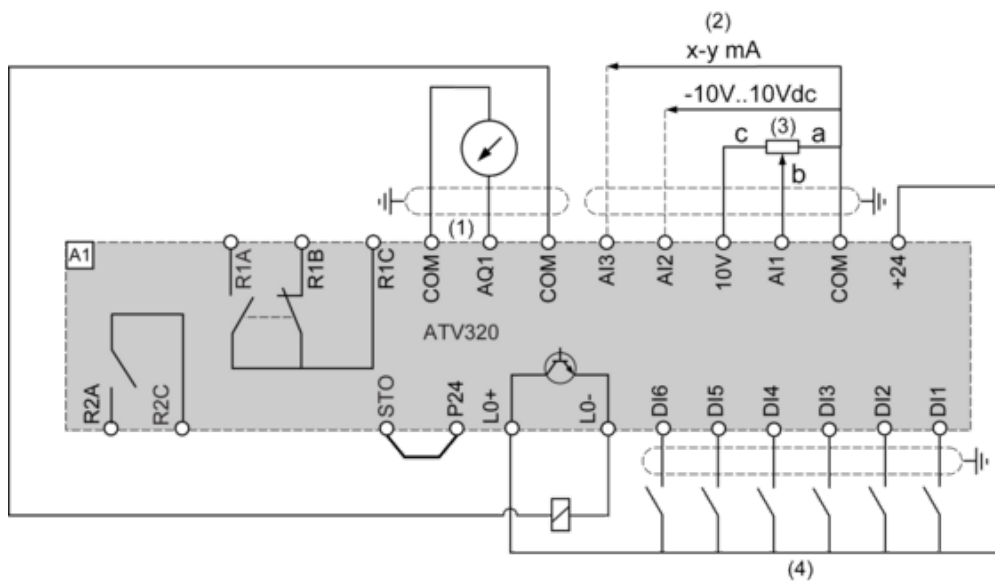 (2)
x-y mA
-10V..10Vdc
c (3) a
b
(1)
A1
R1A R1B R1C COM AQ1 COM AI3 AI2 10V AI1 COM +24
ATV320
R2A R2C STO P24 L0+ L0- DI6 DI5 DI4 DI3 DI2 DI1
(4)